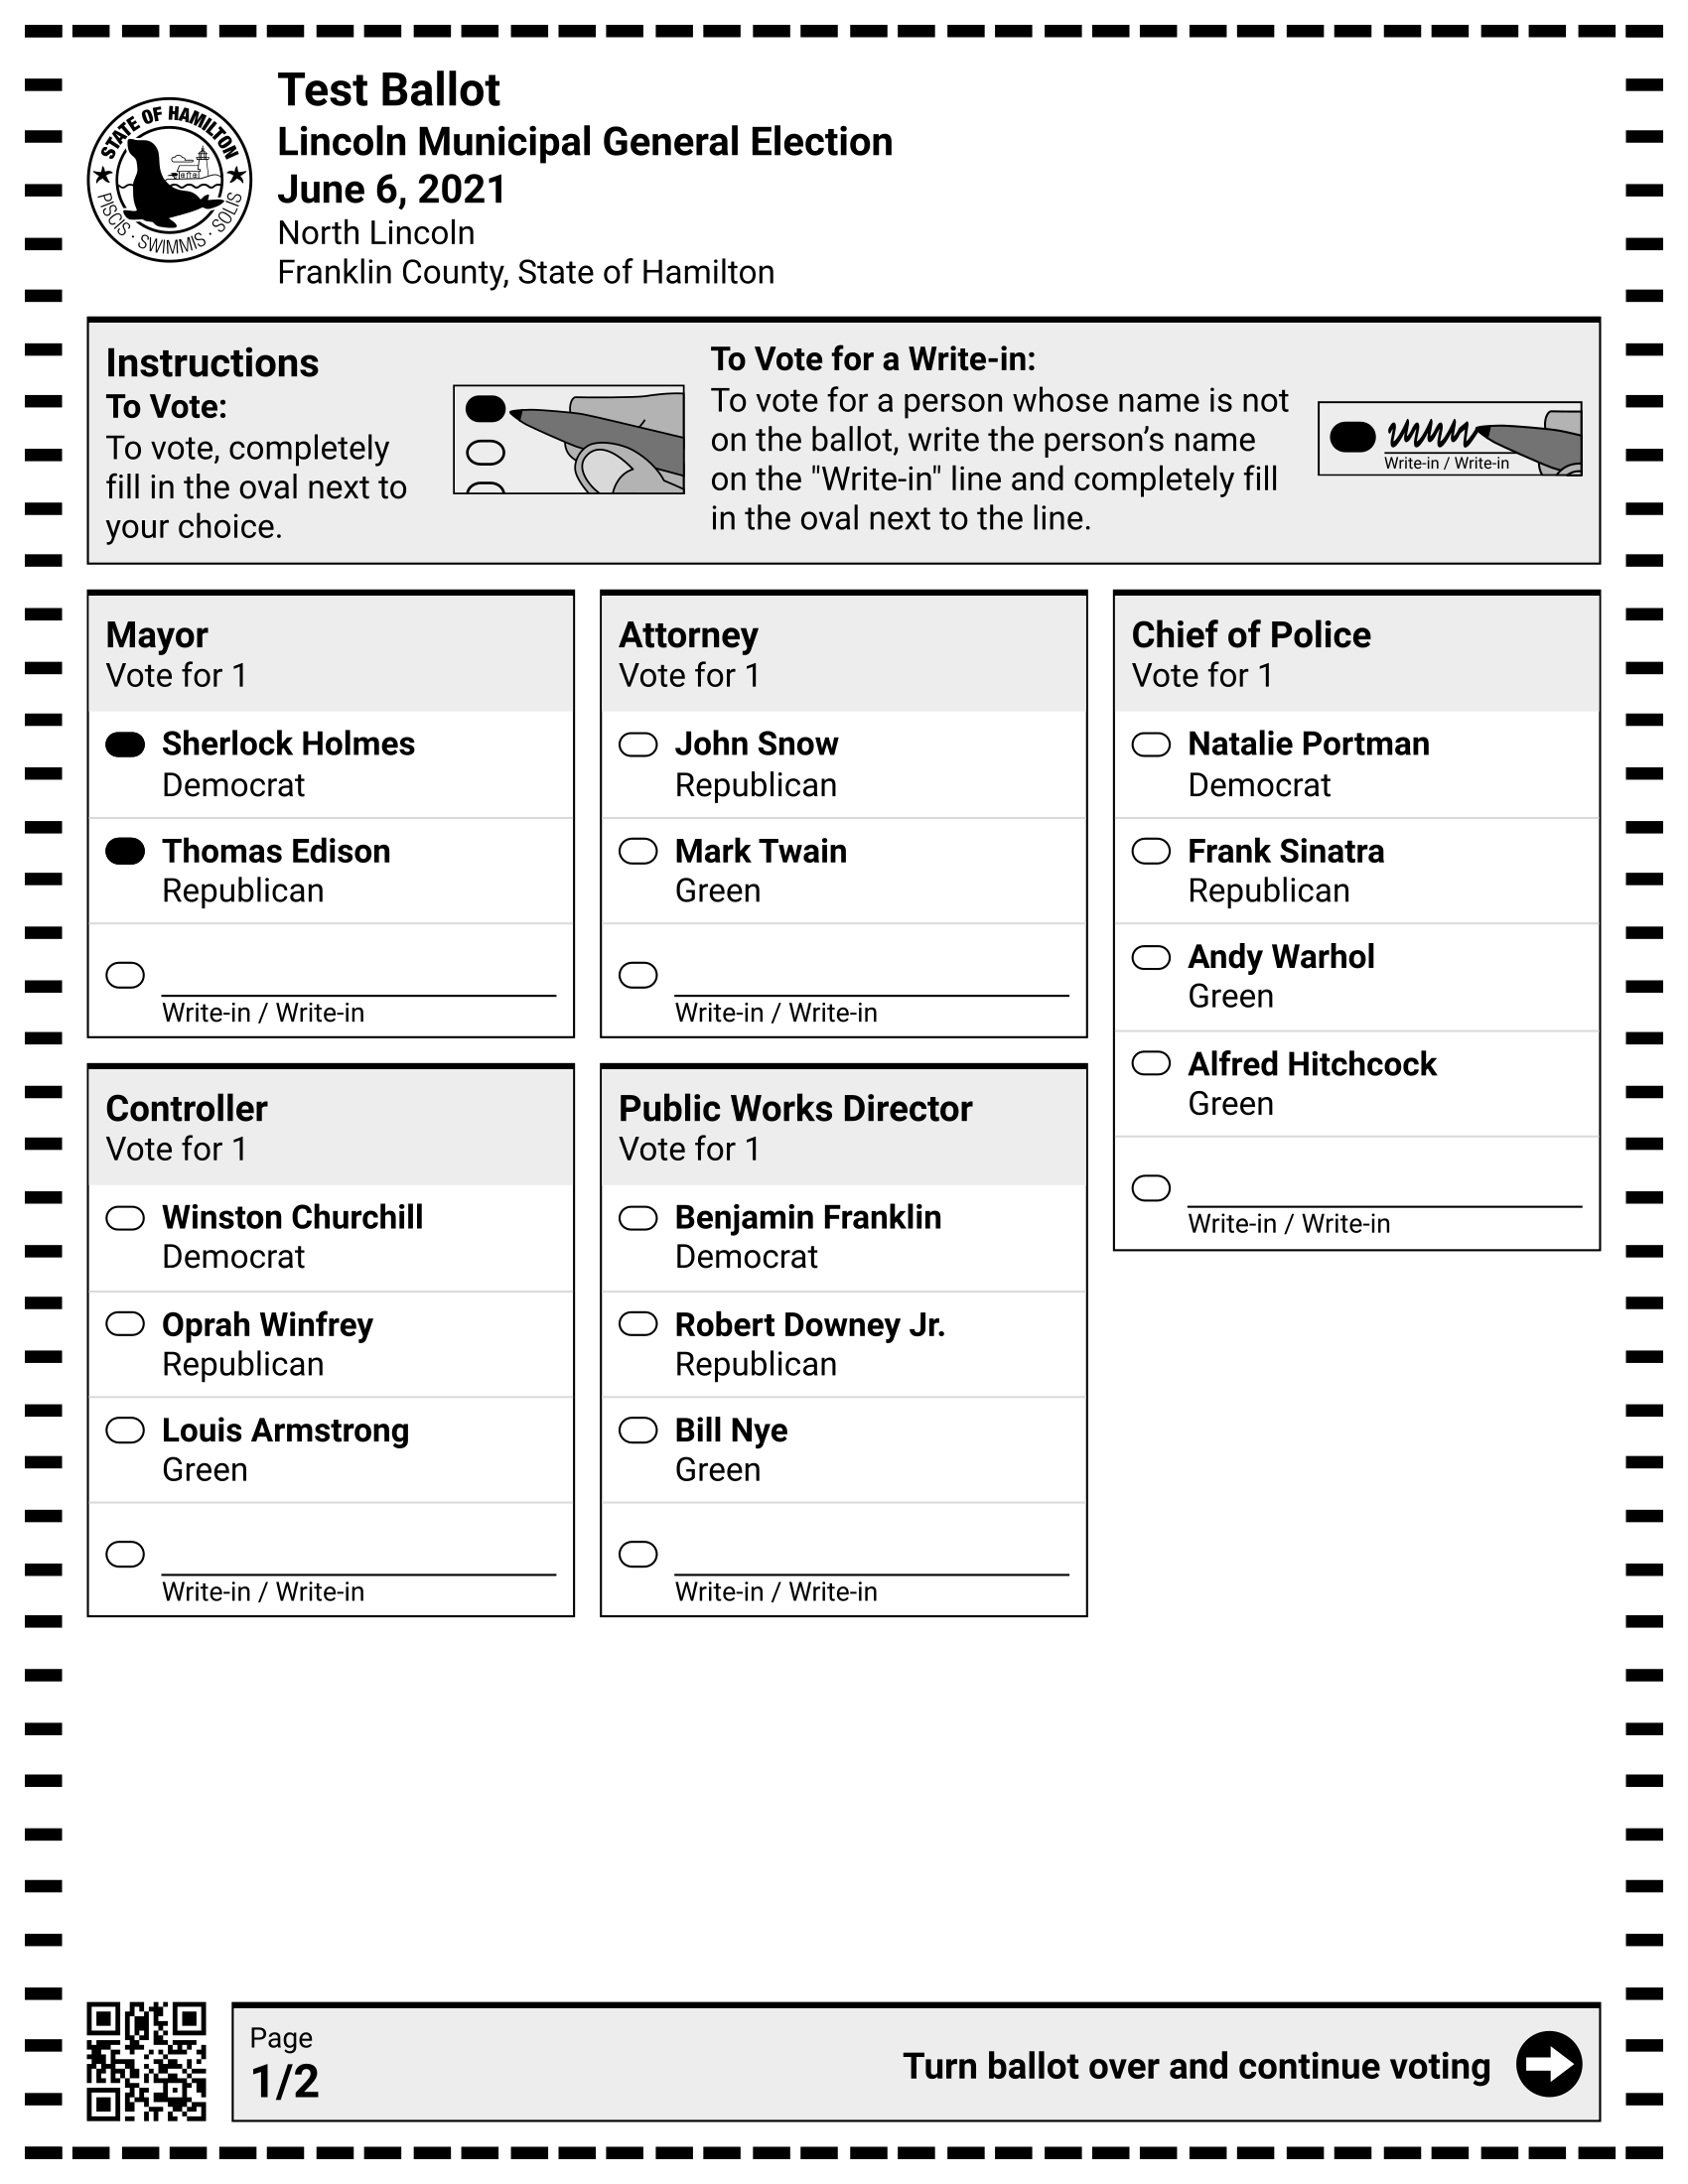 STATE OF HAMILTON
PISCIS · SWIMMIS · SOLIS
Test Ballot
Lincoln Municipal General Election
June 6, 2021
North Lincoln
Franklin County, State of Hamilton
Instructions
To Vote:
To vote, completely
fill in the oval next to
your choice.
To Vote for a Write-in:
To vote for a person whose name is not
on the ballot, write the person’s name
on the "Write-in" line and completely fill
in the oval next to the line.
Write-in / Write-in
Mayor
Vote for 1
Sherlock Holmes
Democrat
Thomas Edison
Republican
Write-in / Write-in
Controller
Vote for 1
Winston Churchill
Democrat
Oprah Winfrey
Republican
Louis Armstrong
Green
Write-in / Write-in
Attorney
Vote for 1
John Snow
Republican
Mark Twain
Green
Write-in / Write-in
Public Works Director
Vote for 1
Benjamin Franklin
Democrat
Robert Downey Jr.
Republican
Bill Nye
Green
Write-in / Write-in
Chief of Police
Vote for 1
Natalie Portman
Democrat
Frank Sinatra
Republican
Andy Warhol
Green
Alfred Hitchcock
Green
Write-in / Write-in
Page
1/2
Turn ballot over and continue voting